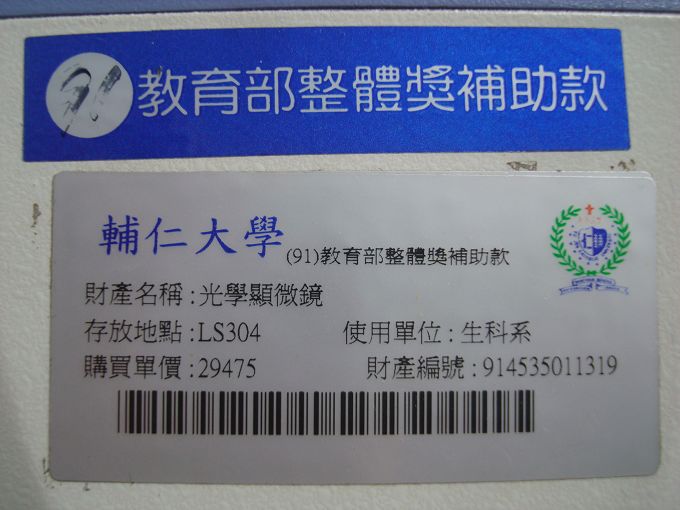 91 教育部整體獎補助款
輔仁大學 (91)教育部整體獎補助款
財產名稱:光學顯微鏡
存放地點:LS304 使用單位:生科系
購買單價:29475 財產編號:914535011319